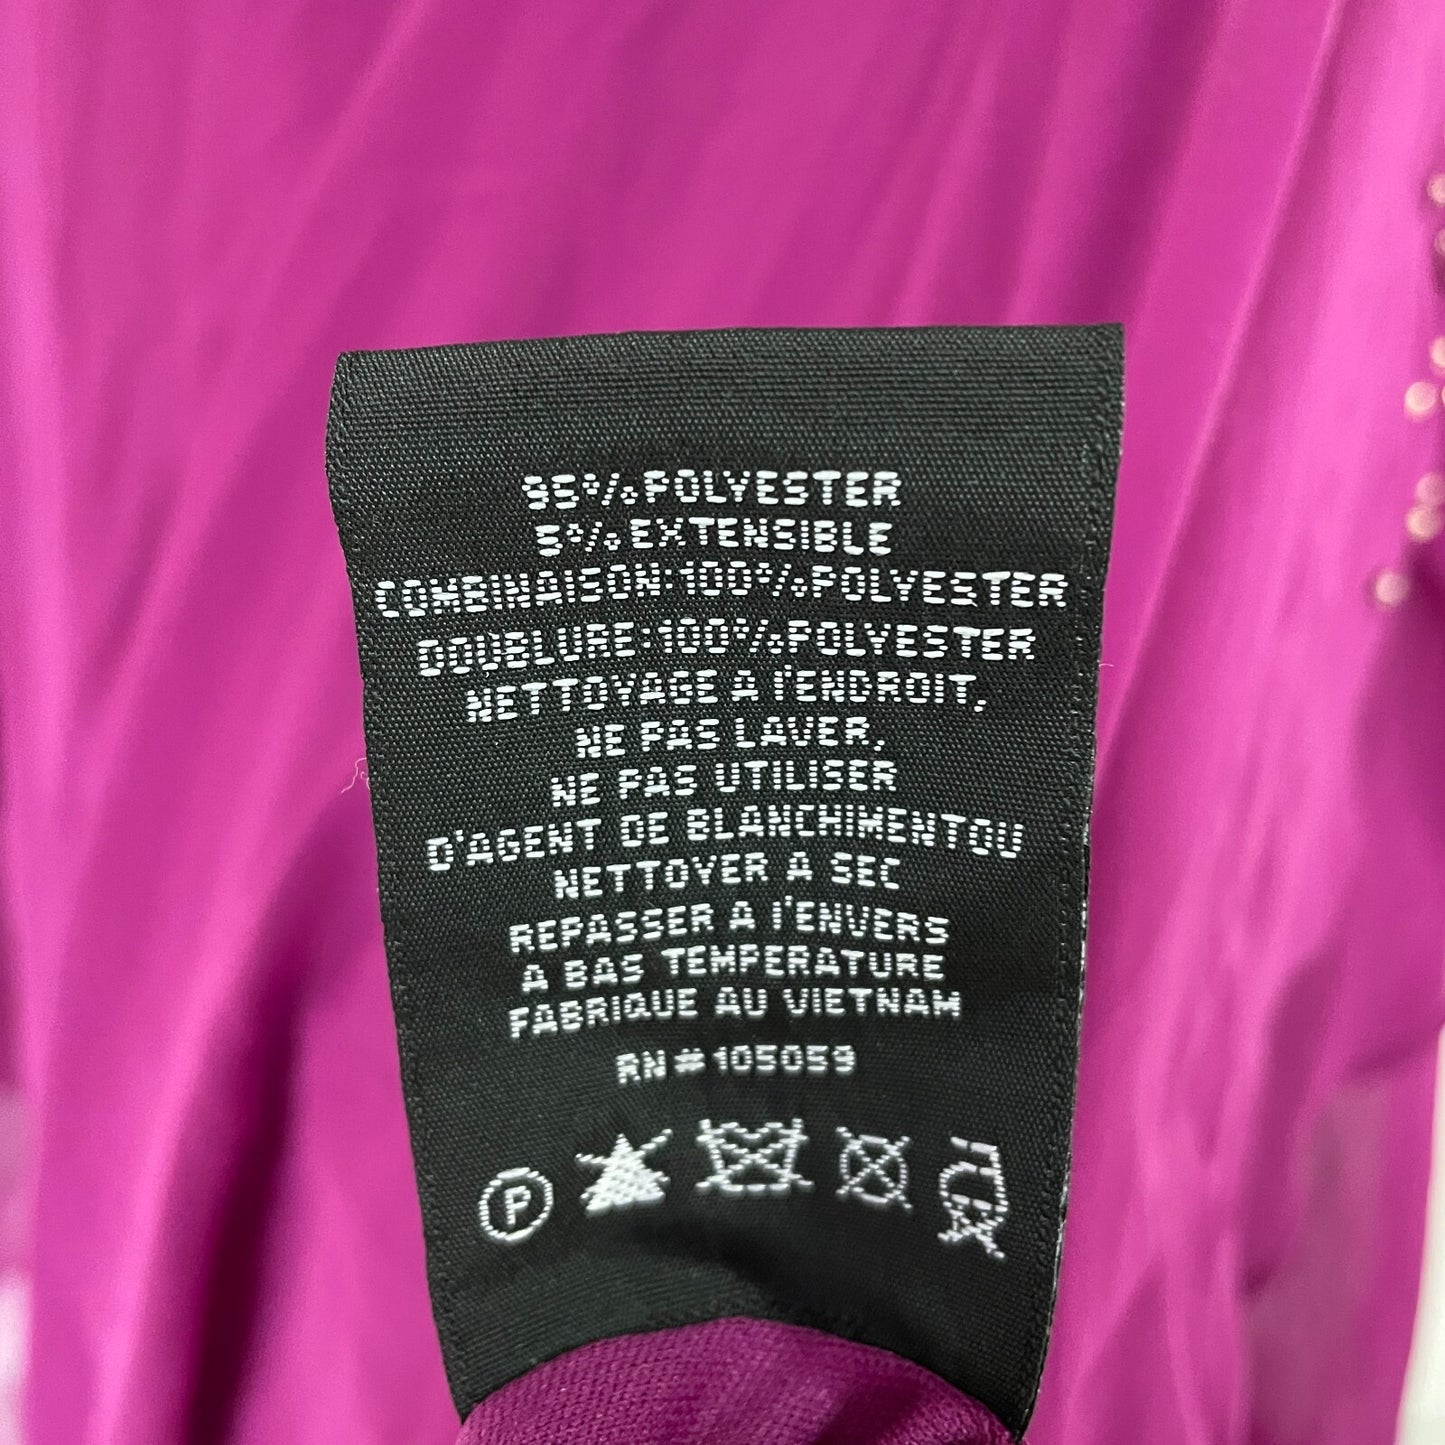 95%POLYESTER
5%EXTENSIBLE
COMBINAISON:100%POLYESTER
DOUBLURE:100%POLYESTER
NETTOYAGE A l'ENDROIT,
NE PAS LAVER,
NE PAS UTILISER
D'AGENT DE BLANCHIMENTOU
NETTOYER A SEC
REPASSER A l'ENVERS
A BAS TEMPERATURE
FABRIQUE AU VIETNAM
RN#105059
P